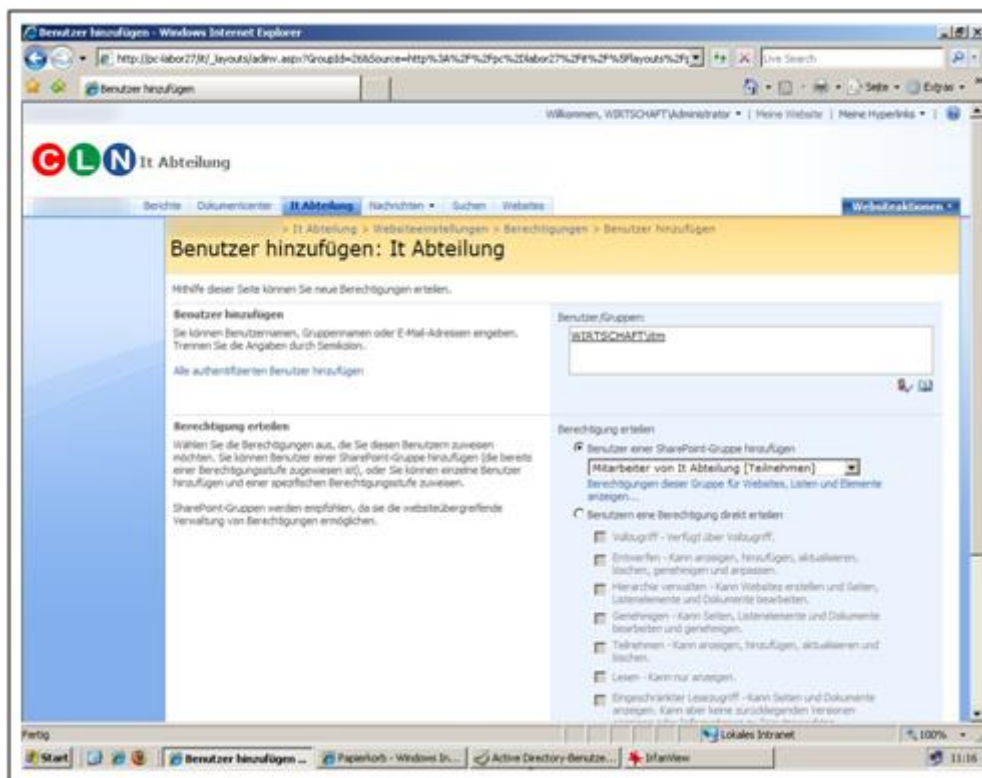 Benutzer hinzufügen - Windows Internet Explorer
Live Search
Benutzer hinzufügen
Seite Extras
Willkommen, WIRTSCHAFT\Administrator | Meine Website | Meine Hyperlinks
CLN It Abteilung
Berichte Dokumentcenter It Abteilung Nachrichten Suchen Websites Websiteaktionen
> It Abteilung > Websiteeinstellungen > Berechtigungen > Benutzer hinzufügen
Benutzer hinzufügen: It Abteilung
Mithilfe dieser Seite können Sie neue Berechtigungen erteilen.
Benutzer hinzufügen
Sie können Benutzernamen, Gruppennamen oder E-Mail-Adressen eingeben.
Trennen Sie die Angaben durch Semikolon.
Alle authentifizierten Benutzer hinzufügen
Benutzer/Gruppen:
Berechtigung erteilen
Wählen Sie die Berechtigungen aus, die Sie diesen Benutzern zuweisen
möchten. Sie können Benutzer einer SharePoint-Gruppe hinzufügen (die bereits
einer Berechtigungsstufe zugewiesen ist), oder Sie können einzelne Benutzer
hinzufügen und einer spezifischen Berechtigungsstufe zuweisen.
SharePoint-Gruppen werden empfohlen, da sie die websiteübergreifende
Verwaltung von Berechtigungen ermöglichen.
Berechtigung erteilen
Benutzer einer SharePoint-Gruppe hinzufügen
Mitarbeiter von It Abteilung [Teilnehmen]
Berechtigungen dieser Gruppe für Websites, Listen und Elemente
anzeigen...
Benutzern eine Berechtigung direkt erteilen
Vollzugriff - Verfügt über Vollzugriff.
Entwerfen - Kann anzeigen, hinzufügen, aktualisieren,
löschen, genehmigen und anpassen.
Hierarchie verwalten - Kann Websites erstellen und Seiten,
Listenelemente und Dokumente bearbeiten.
Genehmigen - Kann Seiten, Listenelemente und Dokumente
bearbeiten und genehmigen.
Teilnehmen - Kann anzeigen, hinzufügen, aktualisieren und
löschen.
Lesen - Kann nur anzeigen.
Eingeschränkter Lesezugriff - Kann Seiten und Dokumente
anzeigen. Kann aber keine zurückliegenden Versionen
Fertig Lokales Intranet 100%
Start Benutzer hinzufügen ... Papierkorb - Windows In... Active Directory-Benutze... IrfanView 11:16